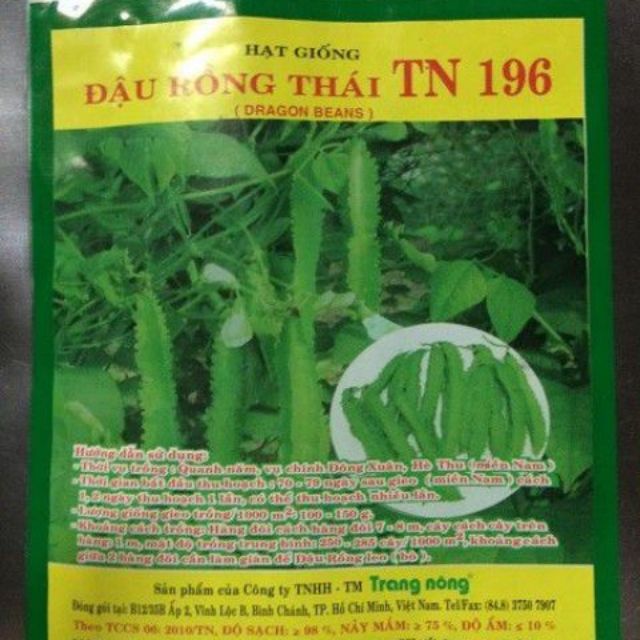 HẠT GIỐNG
ĐẬU RỒNG THÁI TN 196
( DRAGON BEANS )
Hướng dẫn sử dụng:
-Thời vụ trồng : Quanh năm, vụ chính Đông Xuân, Hè Thu (miền Nam )
-Thời gian bắt đầu thu hoạch : 70 - 79 ngày sau gieo ( miền Nam ) cách
1, 2 ngày thu hoạch 1 lần, có thể thu hoạch nhiều lần.
-Lượng giống gieo trồng/ 1000 m²: 100 - 150 g.
-Khoảng cách trồng: Hàng đôi cách hàng đôi 7 - 8 m, cây cách cây trên
hàng: 1 m, mật độ trồng trung bình: 250 - 285 cây/ 1000 m², khoảng cách
giữa 2 hàng đôi cần làm giàn để Đậu Rồng leo ( bò ).
Sản phẩm của Công ty TNHH - TM Trang nông
Đóng gói tại: B12/35B Ấp 2, Vĩnh Lộc B, Bình Chánh, TP. Hồ Chí Minh, Việt Nam. Tel/Fax: (84.8) 3750 7907
Theo TCCS 06: 2010/TN, ĐỘ SẠCH: ≥ 98 %, NẢY MẦM: ≥ 75 %, ĐỘ ẨM: ≤ 10 %